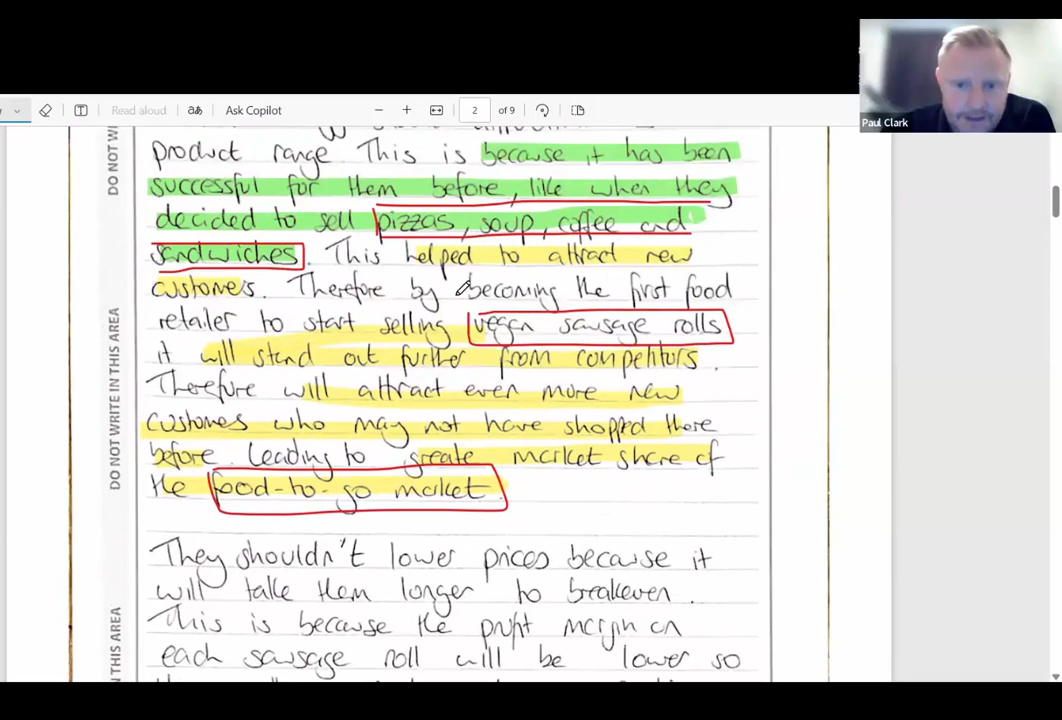 Read aloud
Ask Copilot
2
of 9
Paul Clark
product range. This is because it has been
successful for them before, like when they
decided to sell pizzas, soup, coffee and
sandwiches. This helped to attract new
customers. Therefore by becoming the first food
retailer to start selling vegan sausage rolls
it will stand out further from competitors.
Therefore will attract even more new
customers who may not have shopped there
before. Leading to greate market share of
the food-to-go market.
They shouldn't lower prices because it
will take them longer to breakeven.
This is because the profit margin on
each sausage roll will be lower so
DO NOT W
DO NOT WRITE IN THIS AREA
IN THIS AREA